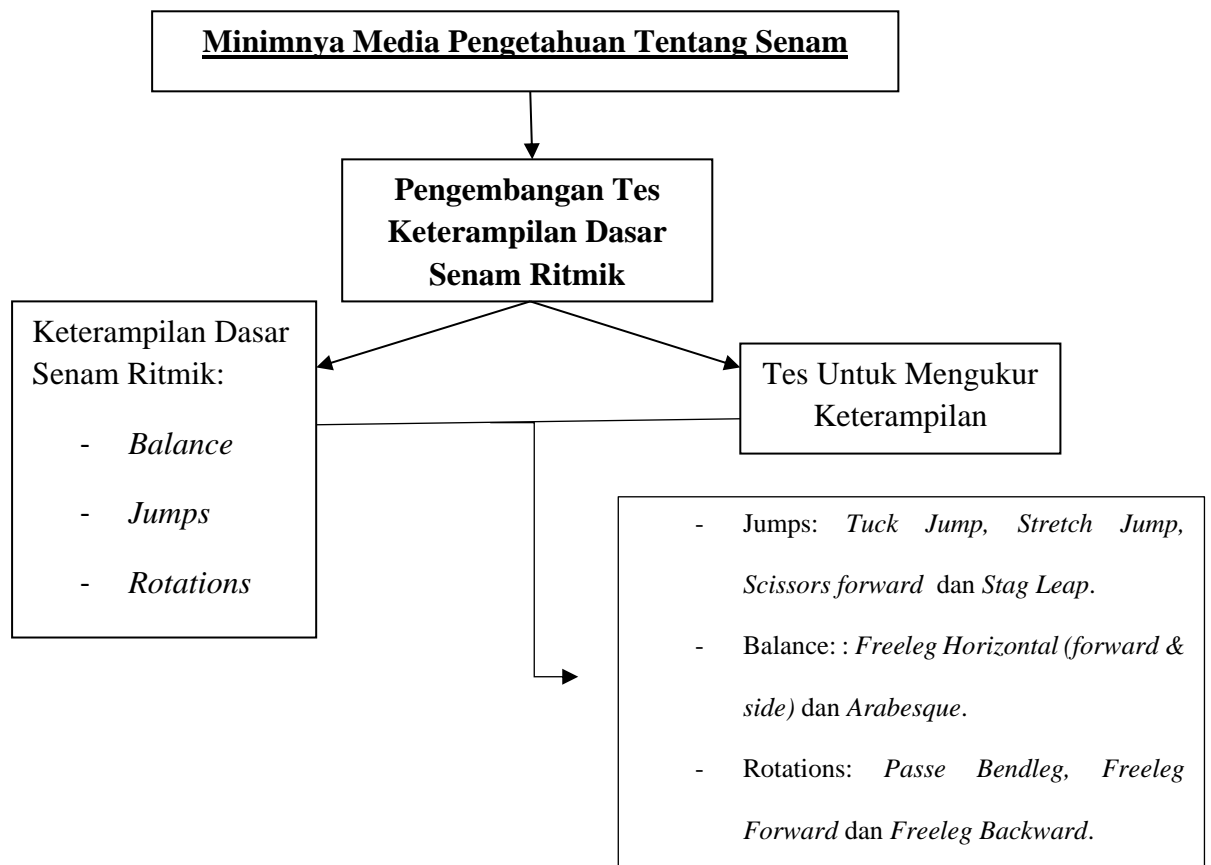 Minimnya Media Pengetahuan Tentang Senam
Pengembangan Tes
Keterampilan Dasar
Senam Ritmik
Keterampilan Dasar
Senam Ritmik:
- Balance
- Jumps
- Rotations
Tes Untuk Mengukur
Keterampilan
- Jumps: Tuck Jump, Stretch Jump,
Scissors forward dan Stag Leap.
- Balance: : Freeleg Horizontal (forward &
side) dan Arabesque.
- Rotations: Passe Bendleg, Freeleg
Forward dan Freeleg Backward.